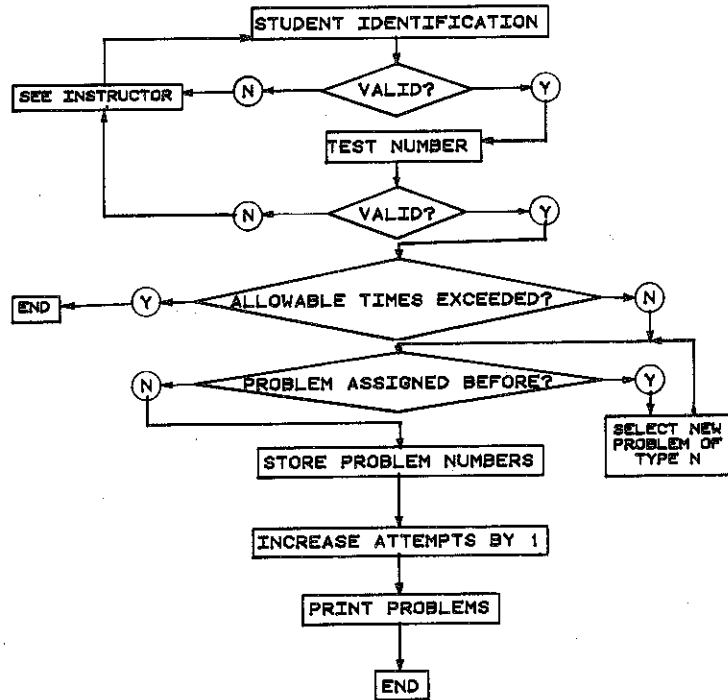 STUDENT IDENTIFICATION
SEE INSTRUCTOR
N
VALID?
Y
TEST NUMBER
N
VALID?
Y
END
Y
ALLOWABLE TIMES EXCEEDED?
N
N
PROBLEM ASSIGNED BEFORE?
Y
SELECT NEW
PROBLEM OF
TYPE N
STORE PROBLEM NUMBERS
INCREASE ATTEMPTS BY 1
PRINT PROBLEMS
END